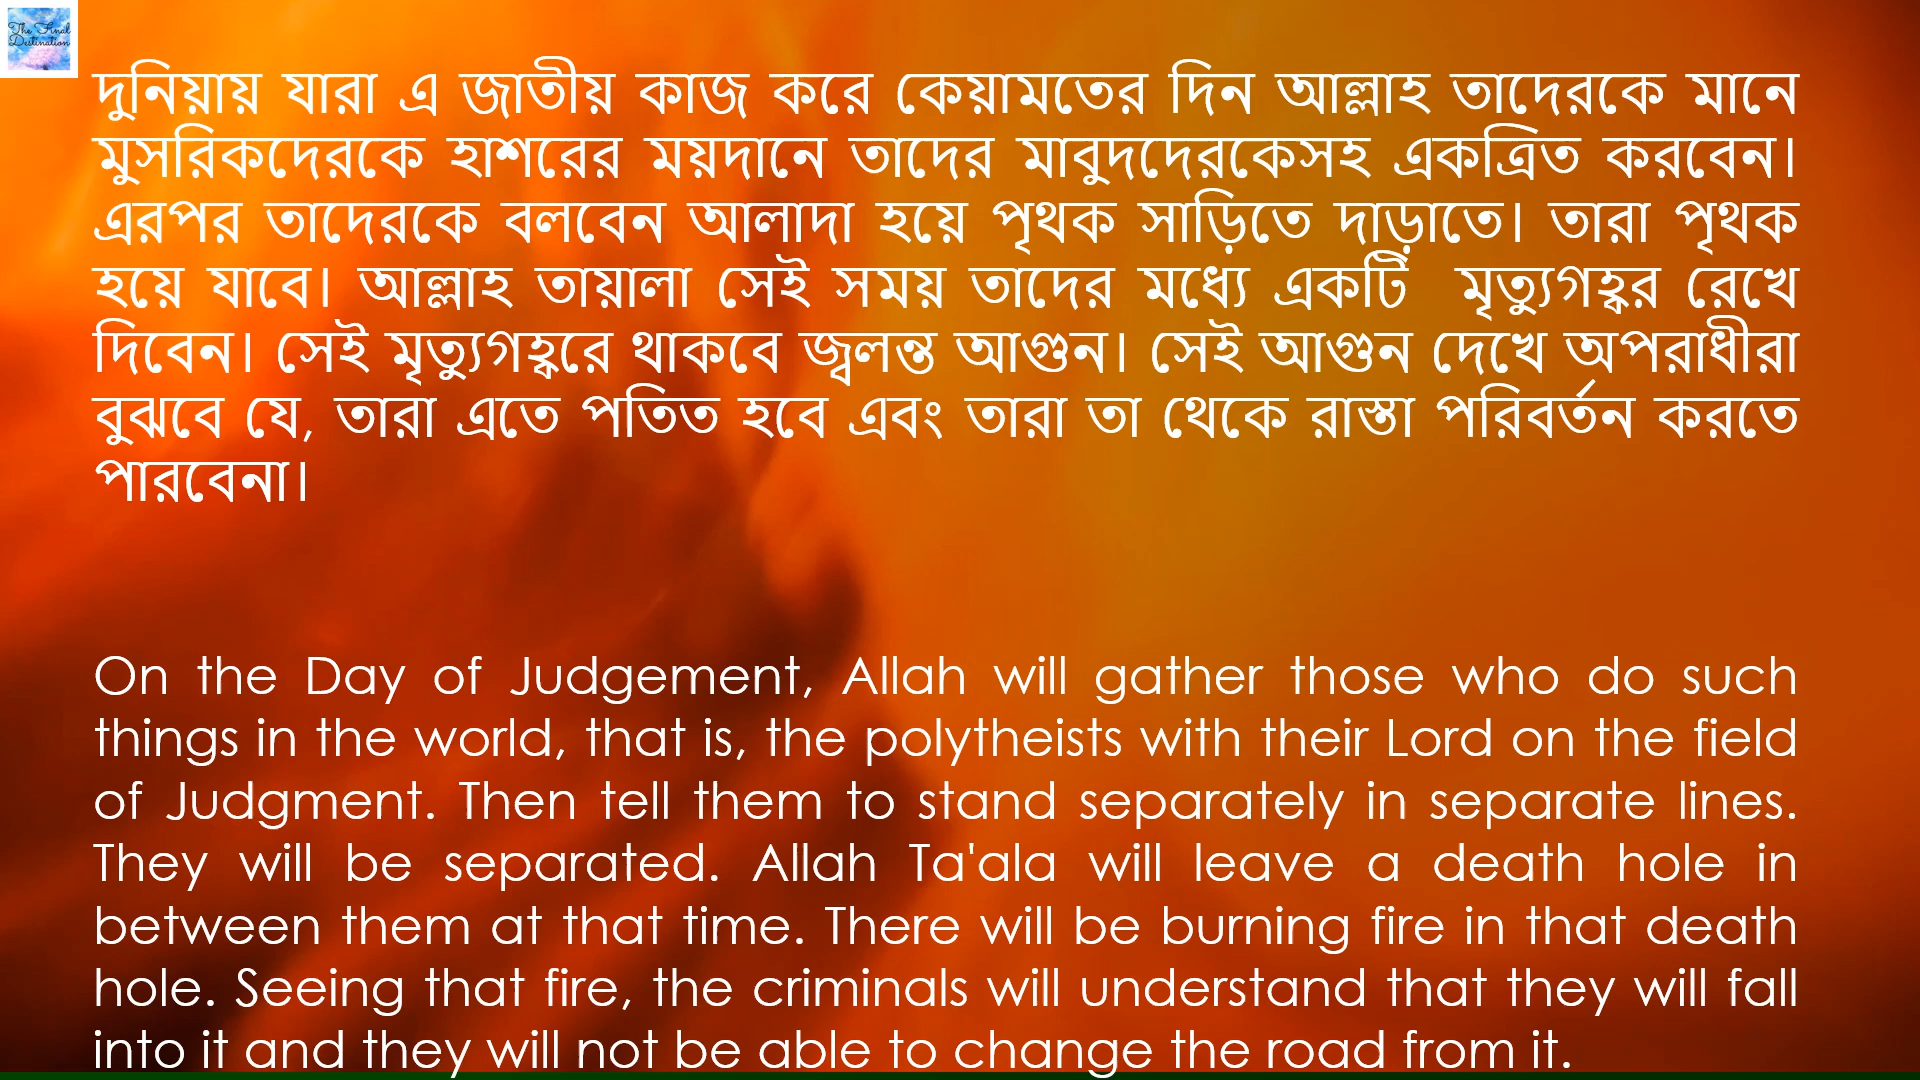 The Final
Destination
দুনিয়ায় যারা এ জাতীয় কাজ করে কেয়ামতের দিন আল্লাহ তাদেরকে মানে
মুসরিকদেরকে হাশরের ময়দানে তাদের মাবুদদেরকেসহ একত্রিত করবেন।
এরপর তাদেরকে বলবেন আলাদা হয়ে পৃথক সাড়িতে দাড়াতে। তারা পৃথক
হয়ে যাবে। আল্লাহ তায়ালা সেই সময় তাদের মধ্যে একটি মৃত্যুগহ্বর রেখে
দিবেন। সেই মৃত্যুগহ্বরে থাকবে জ্বলন্ত আগুন। সেই আগুন দেখে অপরাধীরা
বুঝবে যে, তারা এতে পতিত হবে এবং তারা তা থেকে রাস্তা পরিবর্তন করতে
পারবেনা।
On the Day of Judgement, Allah will gather those who do such
things in the world, that is, the polytheists with their Lord on the field
of Judgment. Then tell them to stand separately in separate lines.
They will be separated. Allah Ta'ala will leave a death hole in
between them at that time. There will be burning fire in that death
hole. Seeing that fire, the criminals will understand that they will fall
into it and they will not be able to change the road from it.